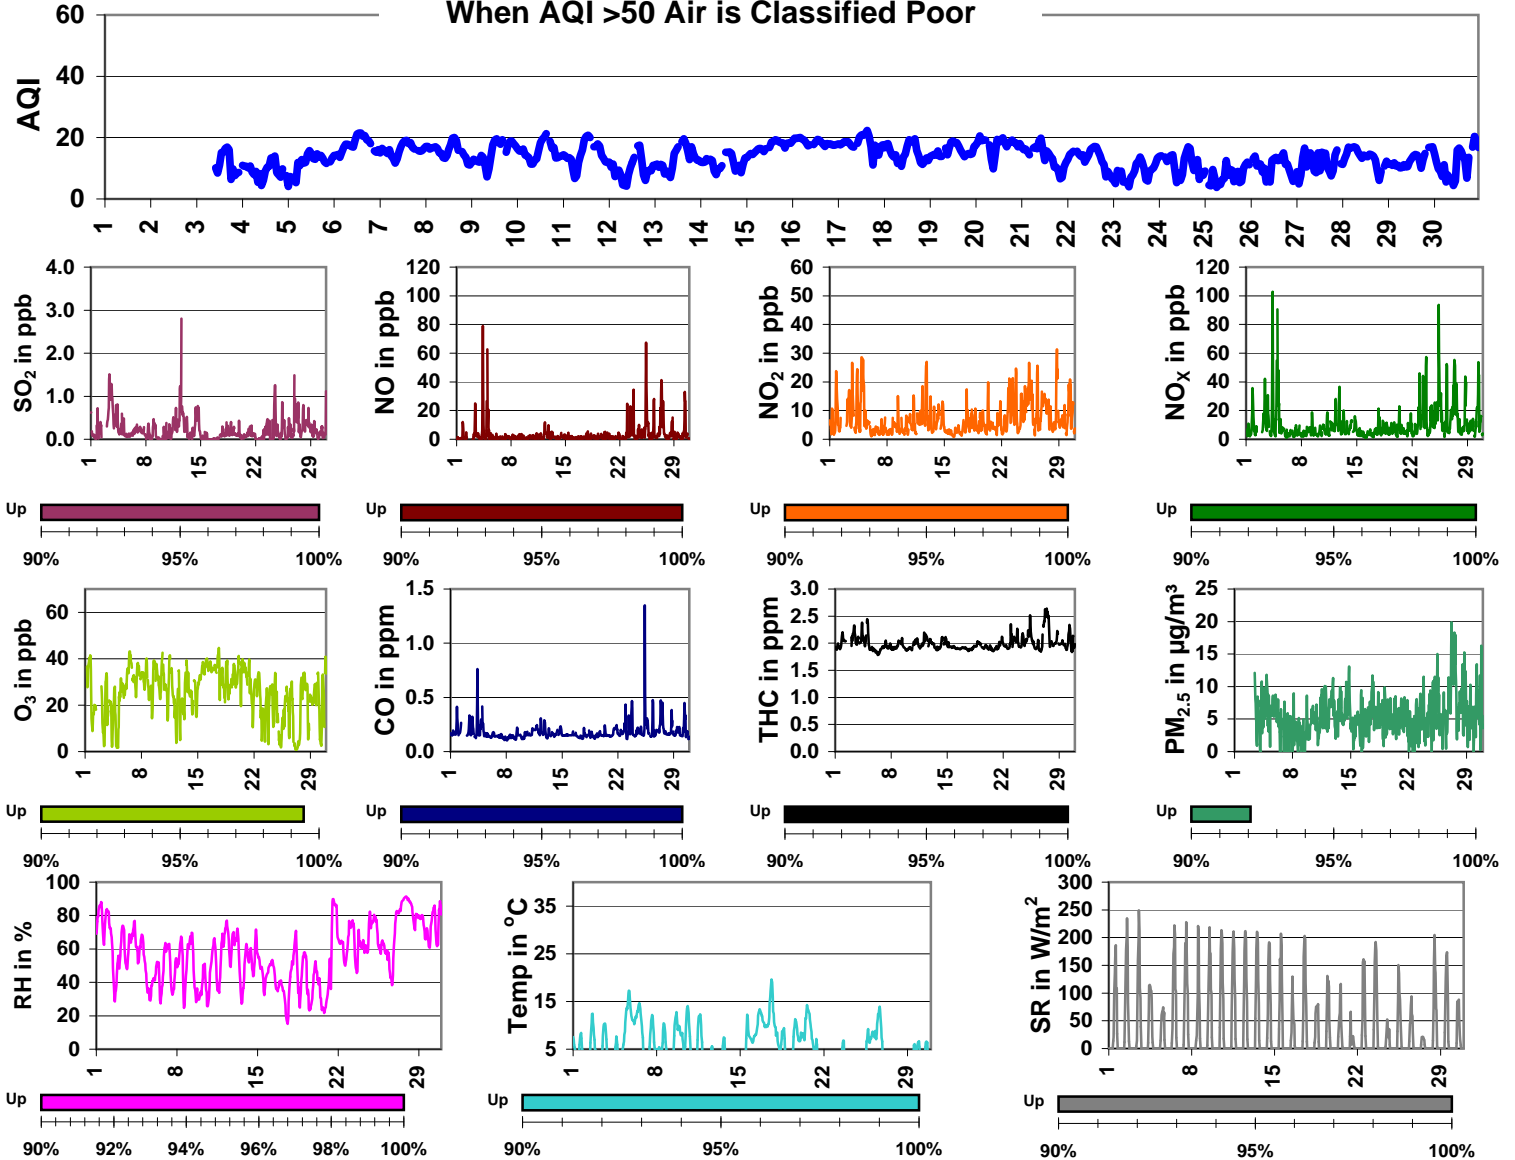 When AQI >50 Air is Classified Poor
AQI
60
40
20
0
1 2 3 4 5 6 7 8 9 10 11 12 13 14 15 16 17 18 19 20 21 22 23 24 25 26 27 28 29 30
SO2 in ppb
4.0
3.0
2.0
1.0
0.0
1 8 15 22 29
Up
90% 95% 100%
NO in ppb
120
100
80
60
40
20
0
1 8 15 22 29
Up
90% 95% 100%
NO2 in ppb
60
50
40
30
20
10
0
1 8 15 22 29
Up
90% 95% 100%
NOX in ppb
120
100
80
60
40
20
0
1 8 15 22 29
Up
90% 95% 100%
O3 in ppb
60
40
20
0
1 8 15 22 29
Up
90% 95% 100%
CO in ppm
1.5
1.0
0.5
0.0
1 8 15 22 29
Up
90% 95% 100%
THC in ppm
3.0
2.5
2.0
1.5
1.0
0.5
0.0
1 8 15 22 29
Up
90% 95% 100%
PM2.5 in µg/m³
25
20
15
10
5
0
1 8 15 22 29
Up
90% 95% 100%
RH in %
100
80
60
40
20
0
1 8 15 22 29
Up
90% 92% 94% 96% 98% 100%
Temp in °C
35
25
15
5
1 8 15 22 29
Up
90% 95% 100%
SR in W/m²
300
250
200
150
100
50
0
1 8 15 22 29
Up
90% 95% 100%